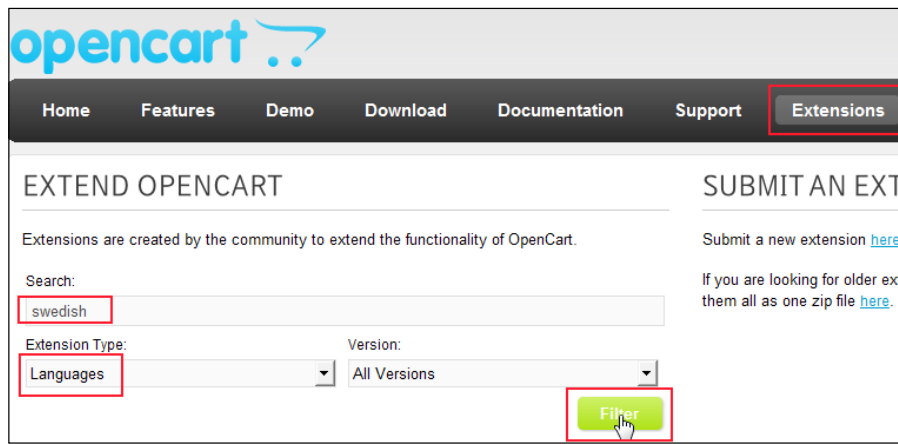 opencart
Home Features Demo Download Documentation Support Extensions
EXTEND OPENCART
Extensions are created by the community to extend the functionality of OpenCart.
Search:
swedish
Extension Type: Version:
Languages All Versions
Filter
SUBMIT AN EXT
Submit a new extension here
If you are looking for older ex
them all as one zip file here.